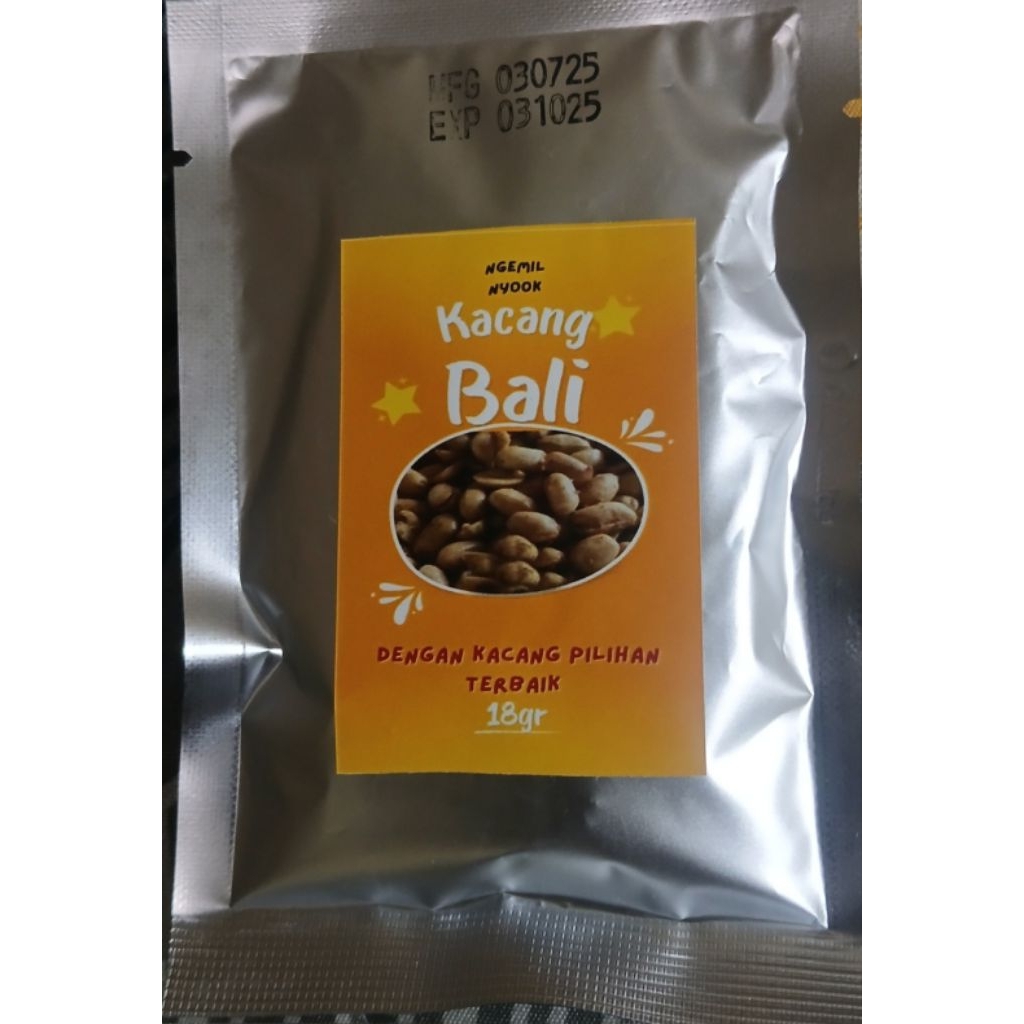 MFG 030725
EXP 031025
NGEMIL
NYOOK
Kacang
Bali
DENGAN KACANG PILIHAN
TERBAIK
18gr